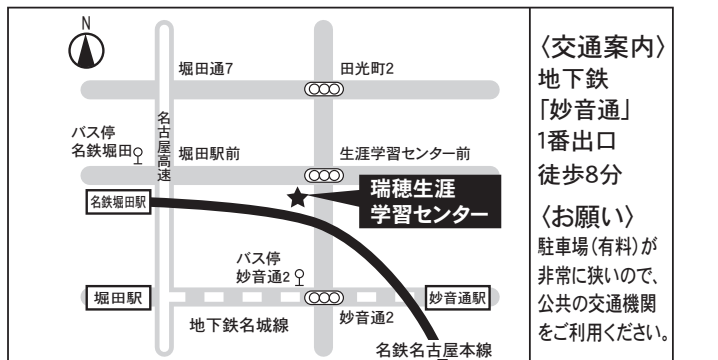 N
堀田通7
田光町2
名古屋高速
バス停
名鉄堀田
堀田駅前
生涯学習センター前
名鉄堀田駅
瑞穂生涯
学習センター
バス停
妙音通2
堀田駅
妙音通駅
地下鉄名城線
妙音通2
名鉄名古屋本線
〈交通案内〉
地下鉄
「妙音通」
1番出口
徒歩8分
〈お願い〉
駐車場(有料)が
非常に狭いので、
公共の交通機関
をご利用ください。